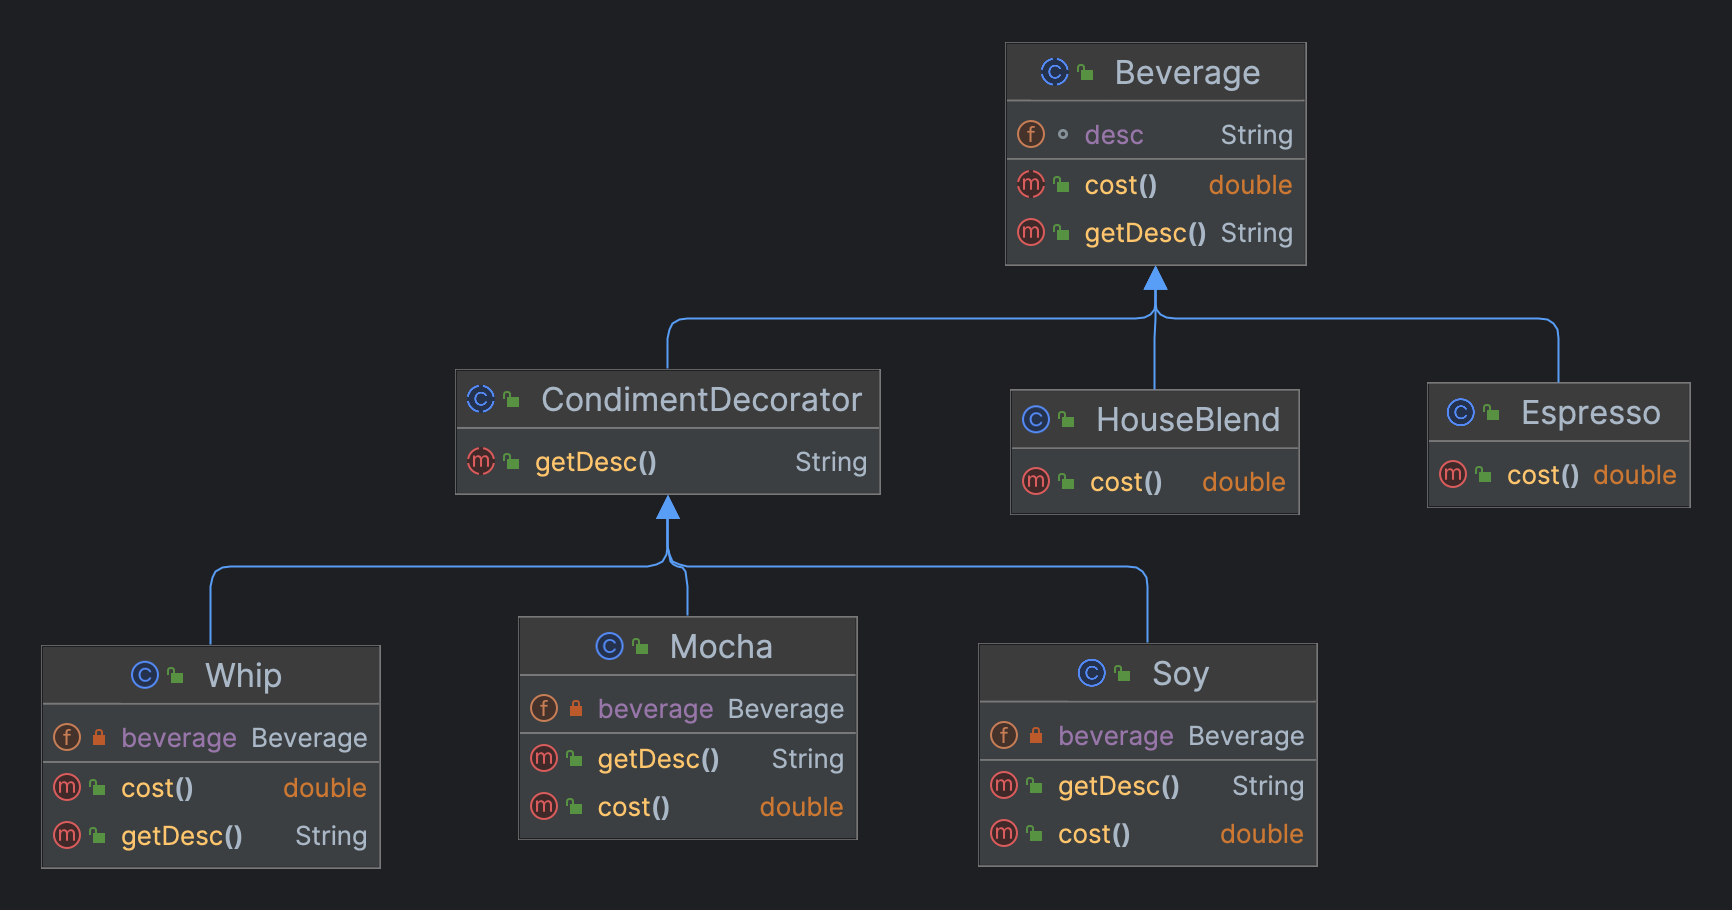 Beverage
desc String
cost() double
getDesc() String
CondimentDecorator
getDesc() String
HouseBlend
cost() double
Espresso
cost() double
Whip
beverage Beverage
cost() double
getDesc() String
Mocha
beverage Beverage
getDesc() String
cost() double
Soy
beverage Beverage
getDesc() String
cost() double